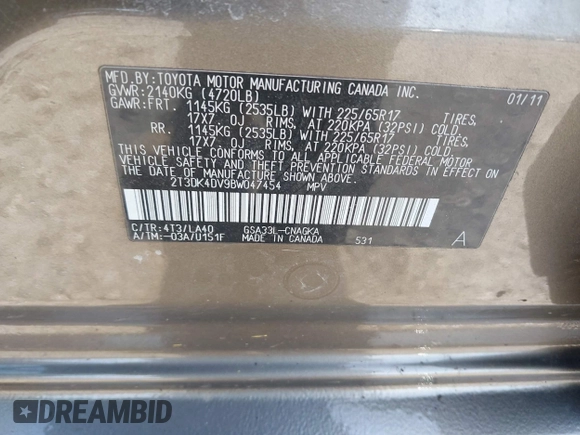 MFD.BY:TOYOTA MOTOR MANUFACTURING CANADA INC.
GVWR:2140KG (4720LB) 01/11
GAWR:FRT. 1145KG (2535LB) WITH 225/65R17 TIRES,
17X7. 0J RIMS, AT 220KPA (32PSI) COLD.
RR. 1145KG (2535LB) WITH 225/65R17 TIRES,
17X7. 0J RIMS, AT 220KPA (32PSI) COLD.
THIS VEHICLE CONFORMS TO ALL APPLICABLE FEDERAL MOTOR
VEHICLE SAFETY AND THEFT PREVENTION STANDARDS IN EFFECT
ON THE DATE OF MANUFACTURE SHOWN ABOVE.
2T3DK4DV9BW047454 MPV
C/TR:4T3/LA40 GSA33L-CNAGKA
A/TM:-03A/U151F MADE IN CANADA 531 A
DREAMBID